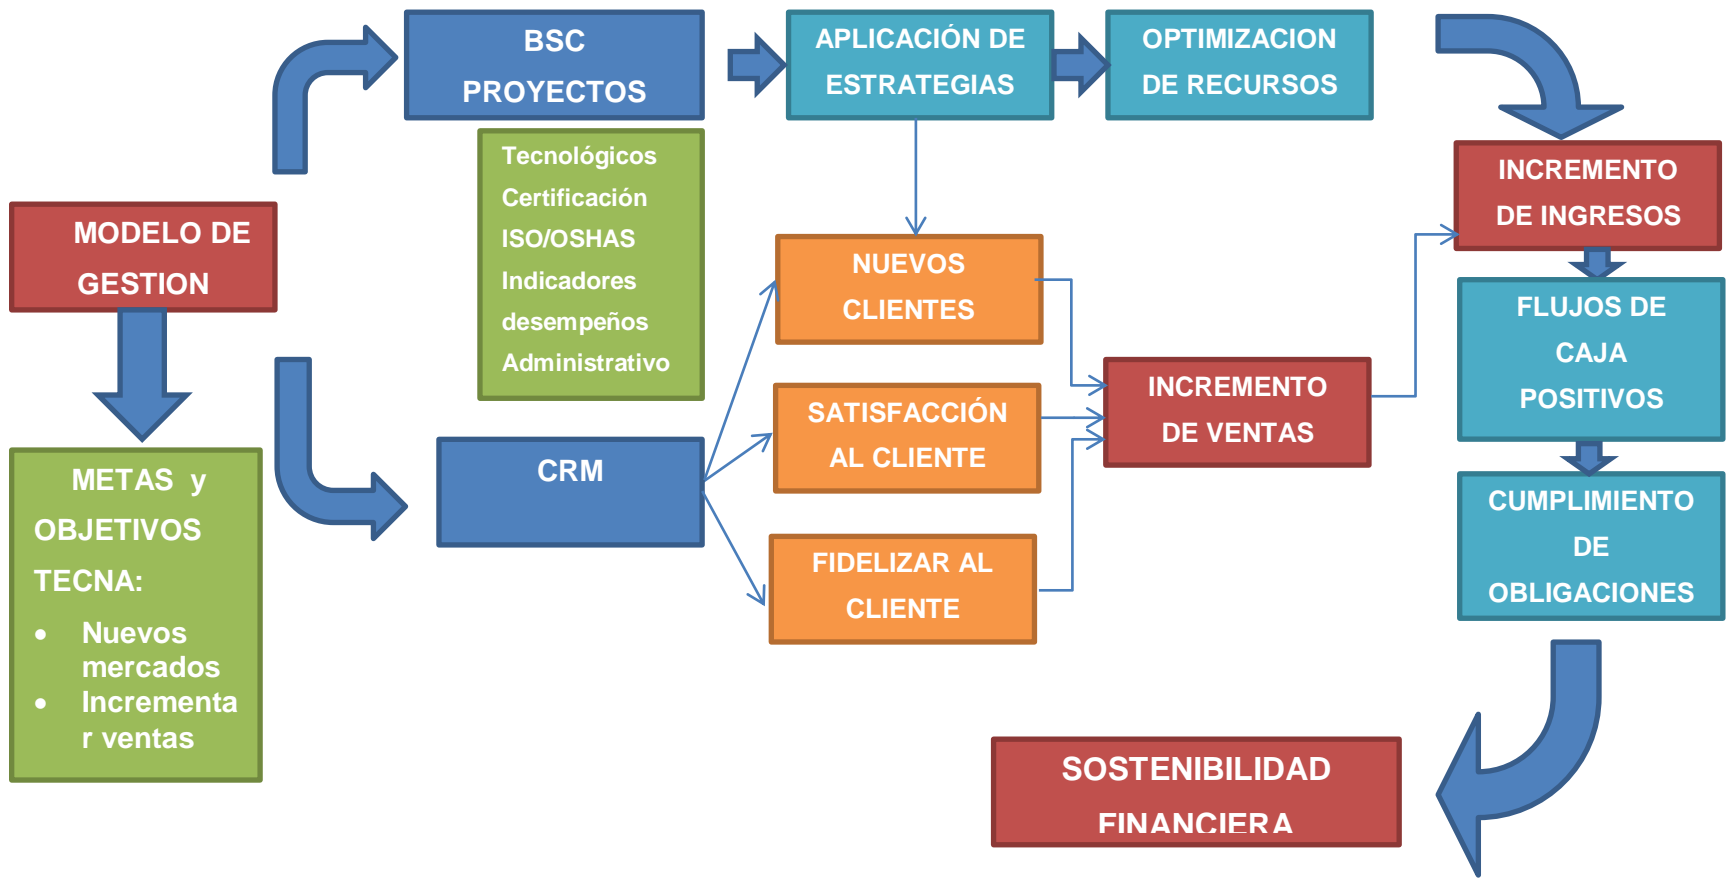 BSC
PROYECTOS
APLICACIÓN DE
ESTRATEGIAS
OPTIMIZACION
DE RECURSOS
Tecnológicos
Certificación
ISO/OSHAS
Indicadores
desempeños
Administrativo
INCREMENTO
DE INGRESOS
MODELO DE
GESTION
NUEVOS
CLIENTES
FLUJOS DE
CAJA
POSITIVOS
SATISFACCIÓN
AL CLIENTE
INCREMENTO
DE VENTAS
CRM
METAS y
OBJETIVOS
TECNA:
• Nuevos
mercados
• Incrementa
r ventas
FIDELIZAR AL
CLIENTE
CUMPLIMIENTO
DE
OBLIGACIONES
SOSTENIBILIDAD
FINANCIERA